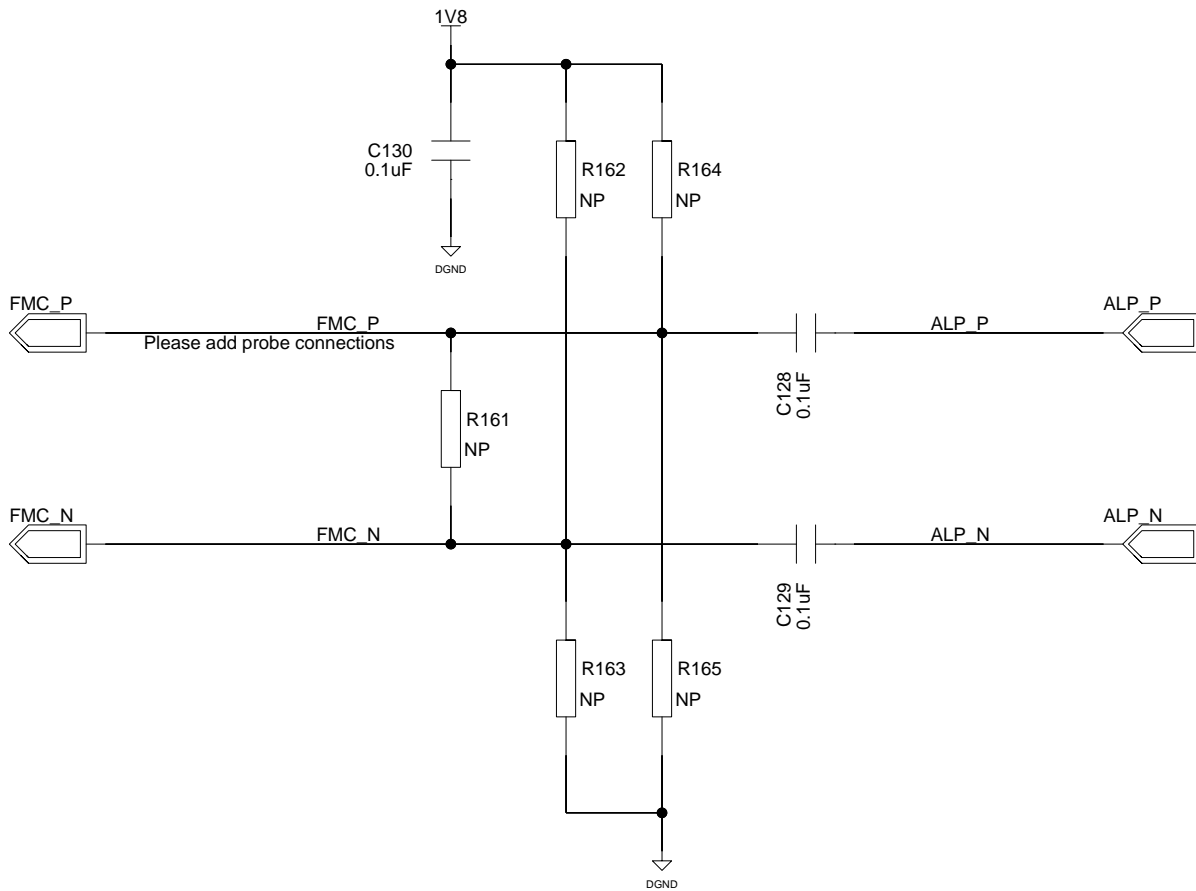 1V8
C130
0.1uF
R162
NP
R164
NP
DGND
FMC_P
FMC_P
Please add probe connections
ALP_P
ALP_P
C128
0.1uF
R161
NP
FMC_N
FMC_N
ALP_N
ALP_N
C129
0.1uF
R163
NP
R165
NP
DGND